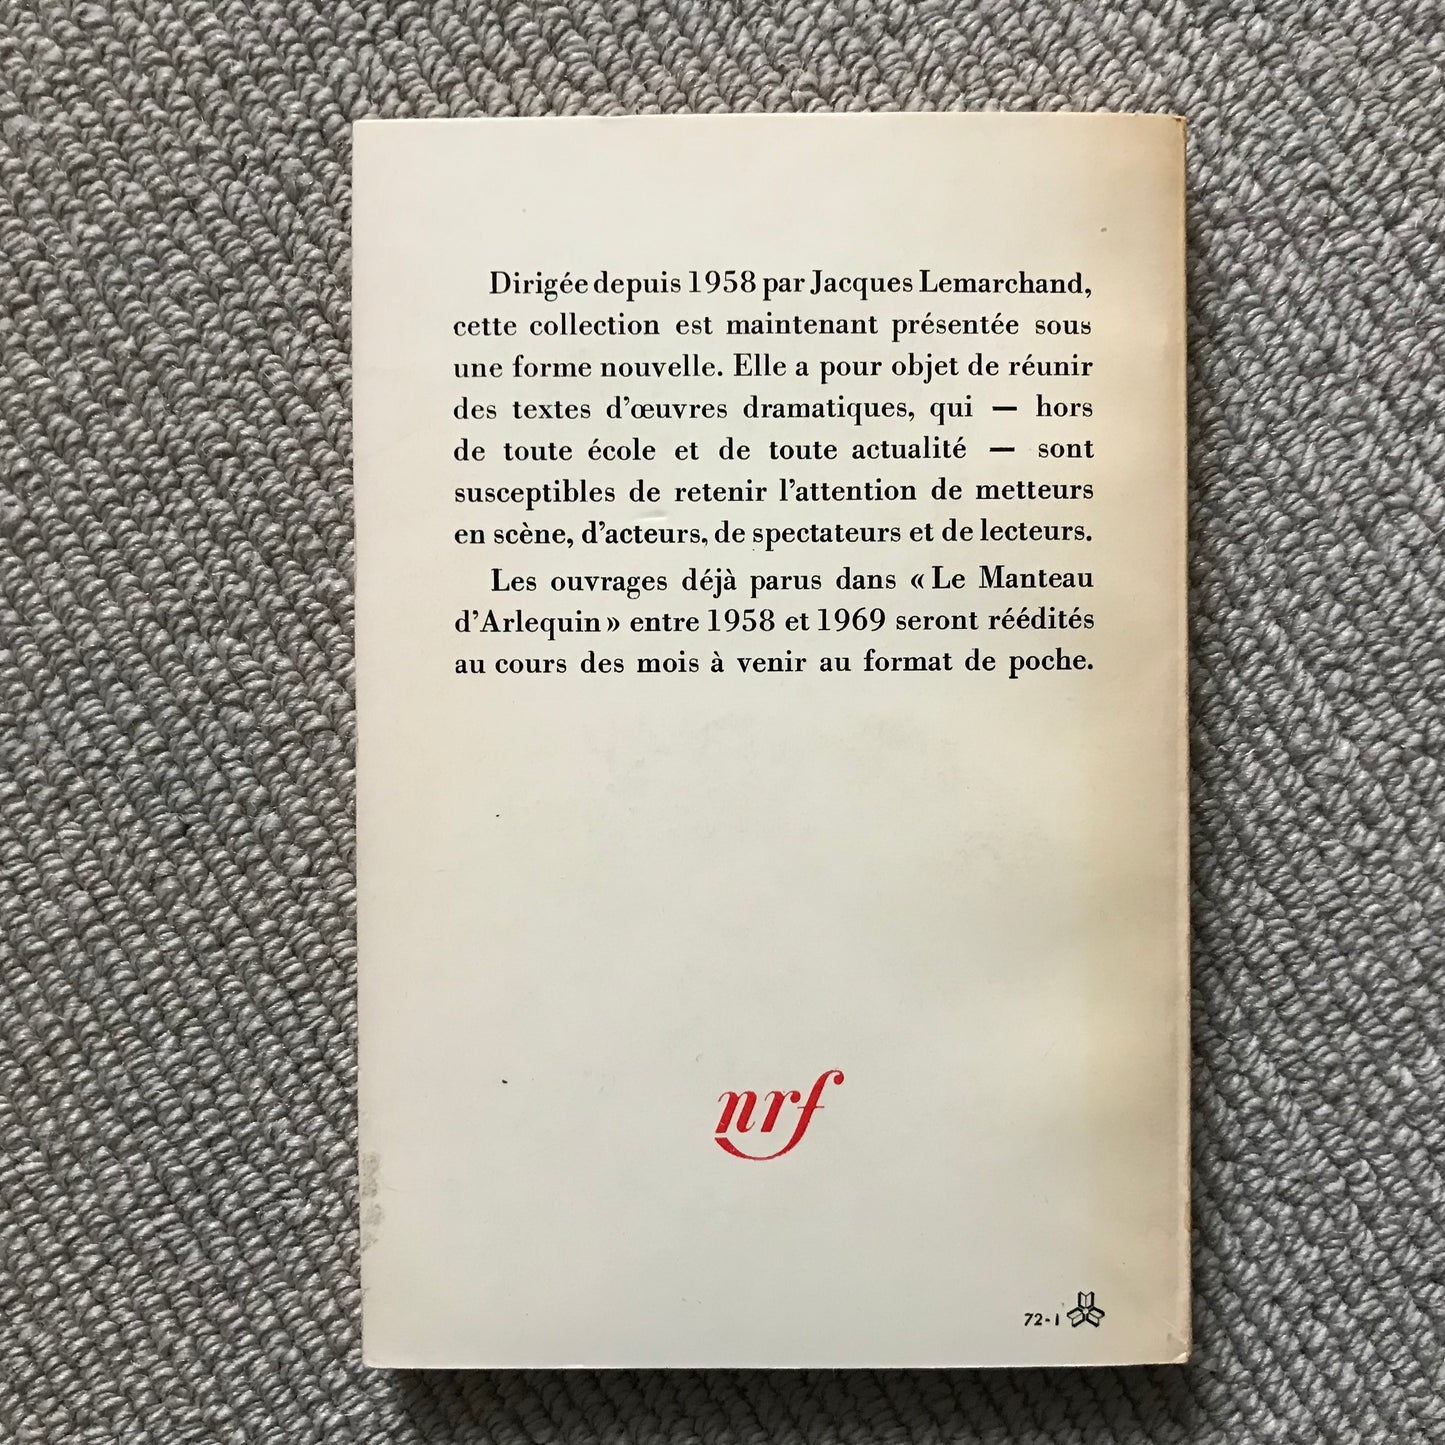 Dirigée depuis 1958 par Jacques Lemarchand,
cette collection est maintenant présentée sous
une forme nouvelle. Elle a pour objet de réunir
des textes d'œuvres dramatiques, qui — hors
de toute école et de toute actualité — sont
susceptibles de retenir l'attention de metteurs
en scène, d'acteurs, de spectateurs et de lecteurs.
Les ouvrages déjà parus dans « Le Manteau
d'Arlequin » entre 1958 et 1969 seront réédités
au cours des mois à venir au format de poche.
nrf
72-1